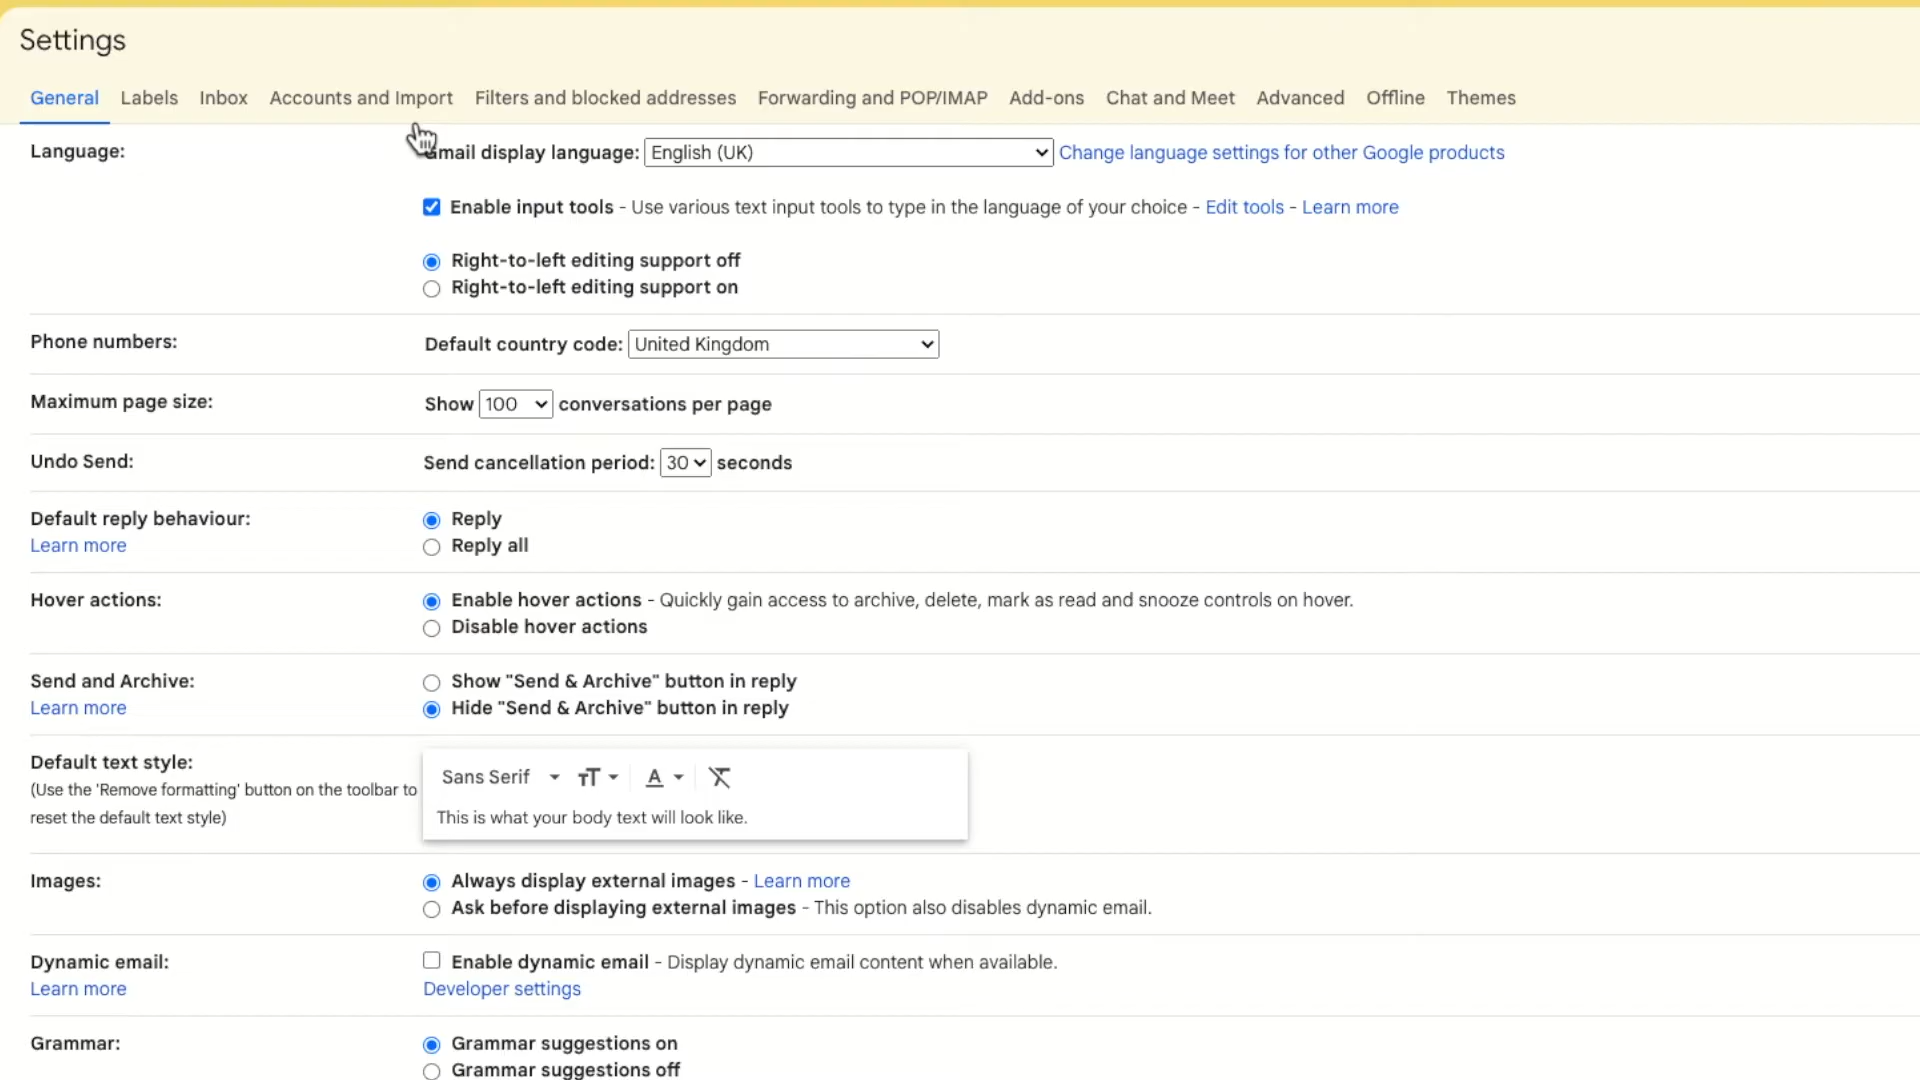 Settings
General Labels Inbox Accounts and Import Filters and blocked addresses Forwarding and POP/IMAP Add-ons Chat and Meet Advanced Offline Themes
Language: Gmail display language: English (UK) Change language settings for other Google products
Enable input tools - Use various text input tools to type in the language of your choice - Edit tools - Learn more
Right-to-left editing support off
Right-to-left editing support on
Phone numbers: Default country code: United Kingdom
Maximum page size: Show 100 conversations per page
Undo Send: Send cancellation period: 30 seconds
Default reply behaviour: Reply
Learn more Reply all
Hover actions: Enable hover actions - Quickly gain access to archive, delete, mark as read and snooze controls on hover.
Disable hover actions
Send and Archive: Show "Send & Archive" button in reply
Learn more Hide "Send & Archive" button in reply
Default text style: Sans Serif
(Use the 'Remove formatting' button on the toolbar to
reset the default text style) This is what your body text will look like.
Images: Always display external images - Learn more
Ask before displaying external images - This option also disables dynamic email.
Dynamic email: Enable dynamic email - Display dynamic email content when available.
Learn more Developer settings
Grammar: Grammar suggestions on
Grammar suggestions off